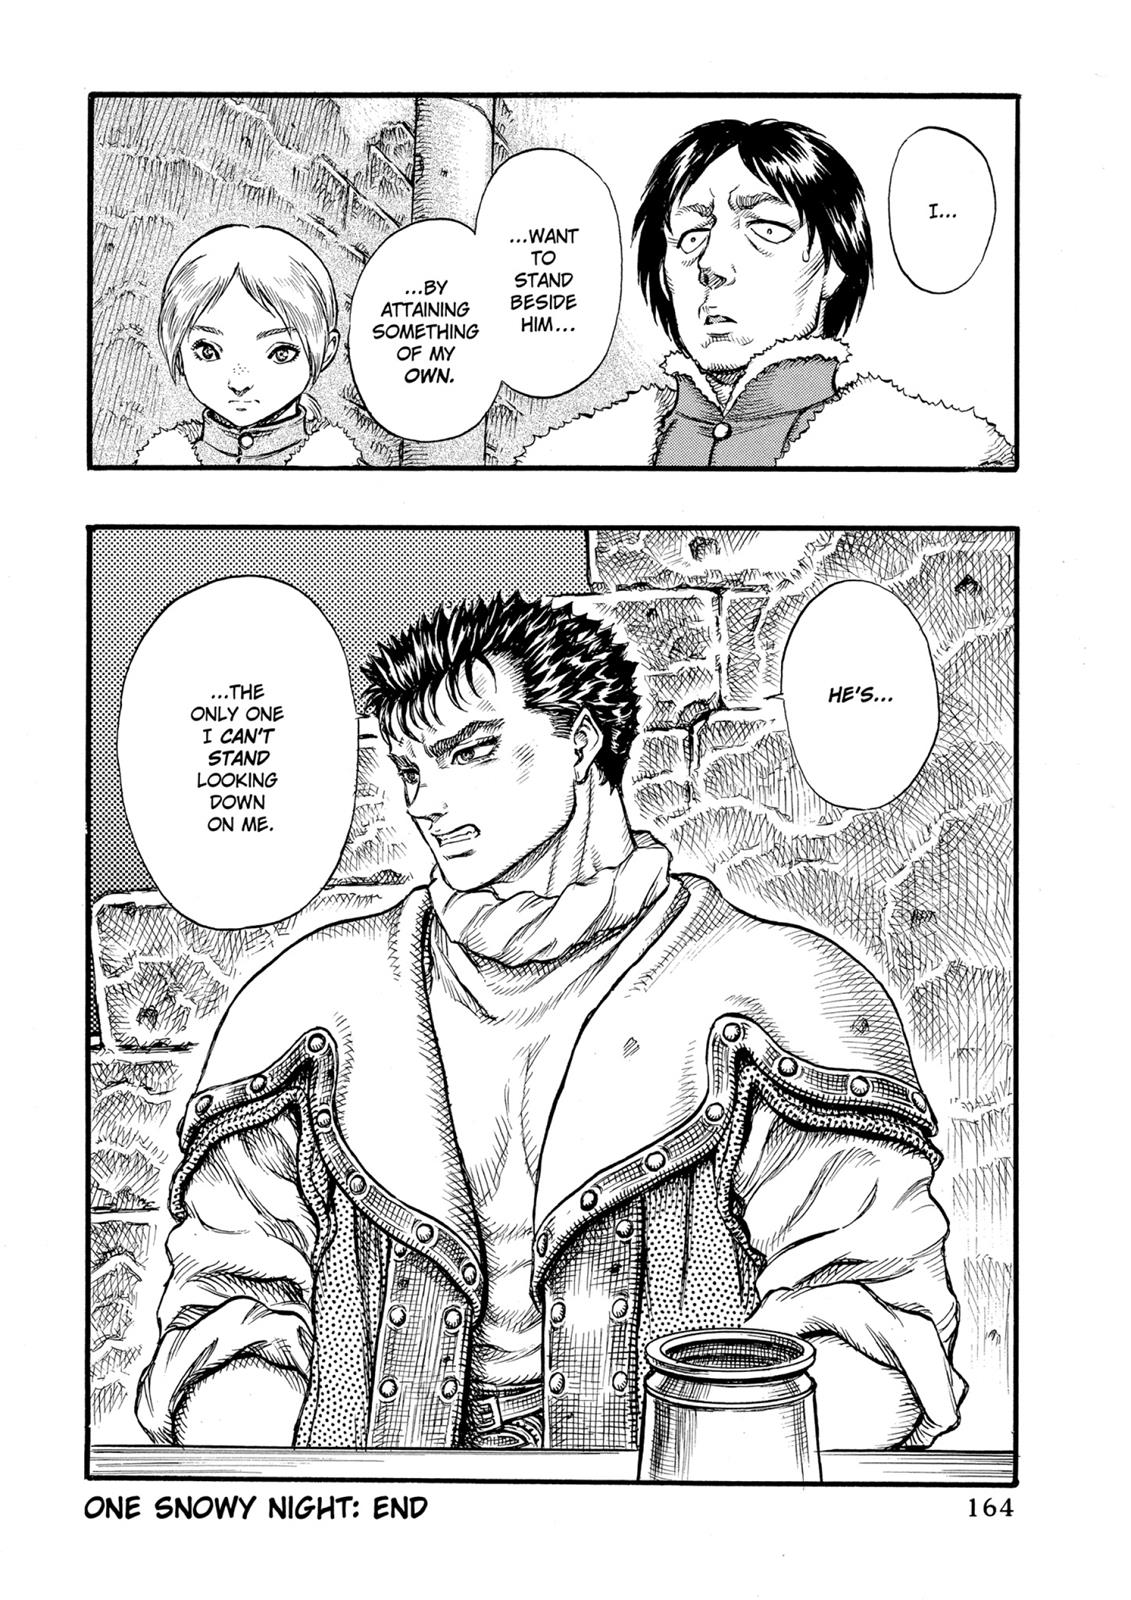 I...
...WANT
TO
STAND
BESIDE
HIM...
...BY
ATTAINING
SOMETHING
OF MY
OWN.
HE'S...
...THE
ONLY ONE
I CAN'T
STAND
LOOKING
DOWN
ON ME.
ONE SNOWY NIGHT: END
164